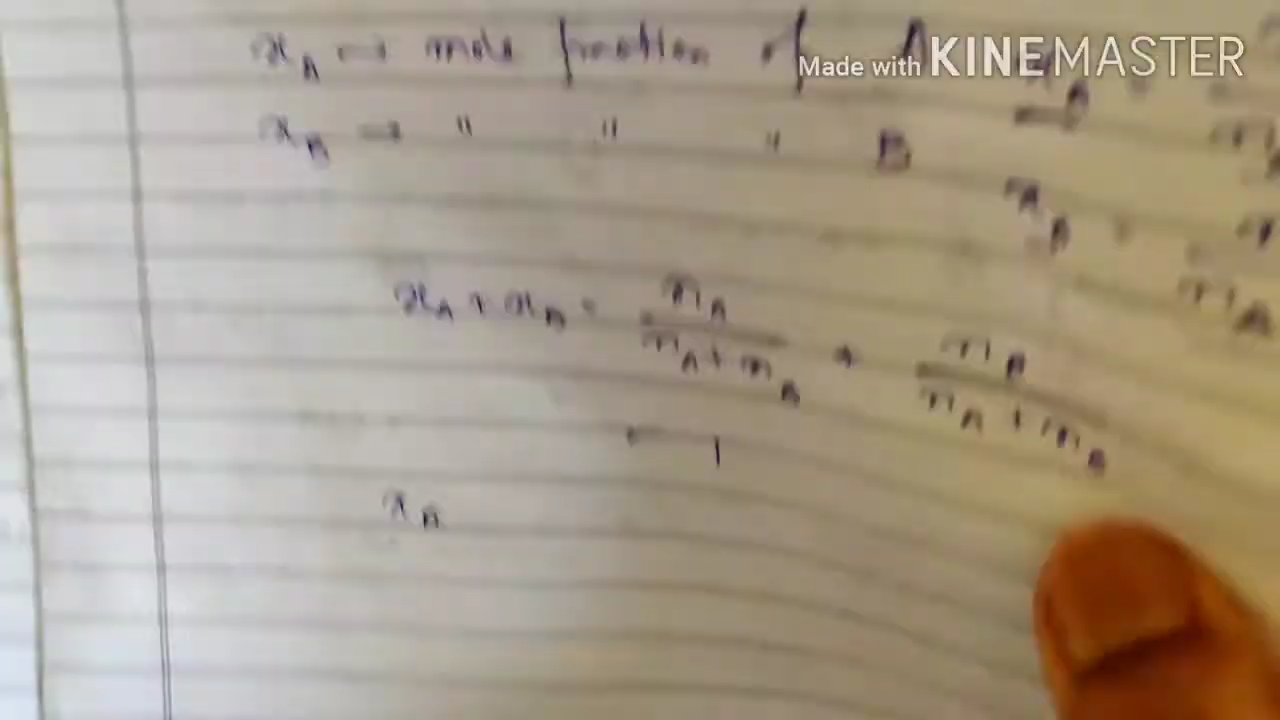 x_A → mole fraction of A
Made with KINEMASTER
x_B → " " " B
x_A + x_B = n_A / (n_A + n_B) + n_B / (n_A + n_B)
= 1
x_A